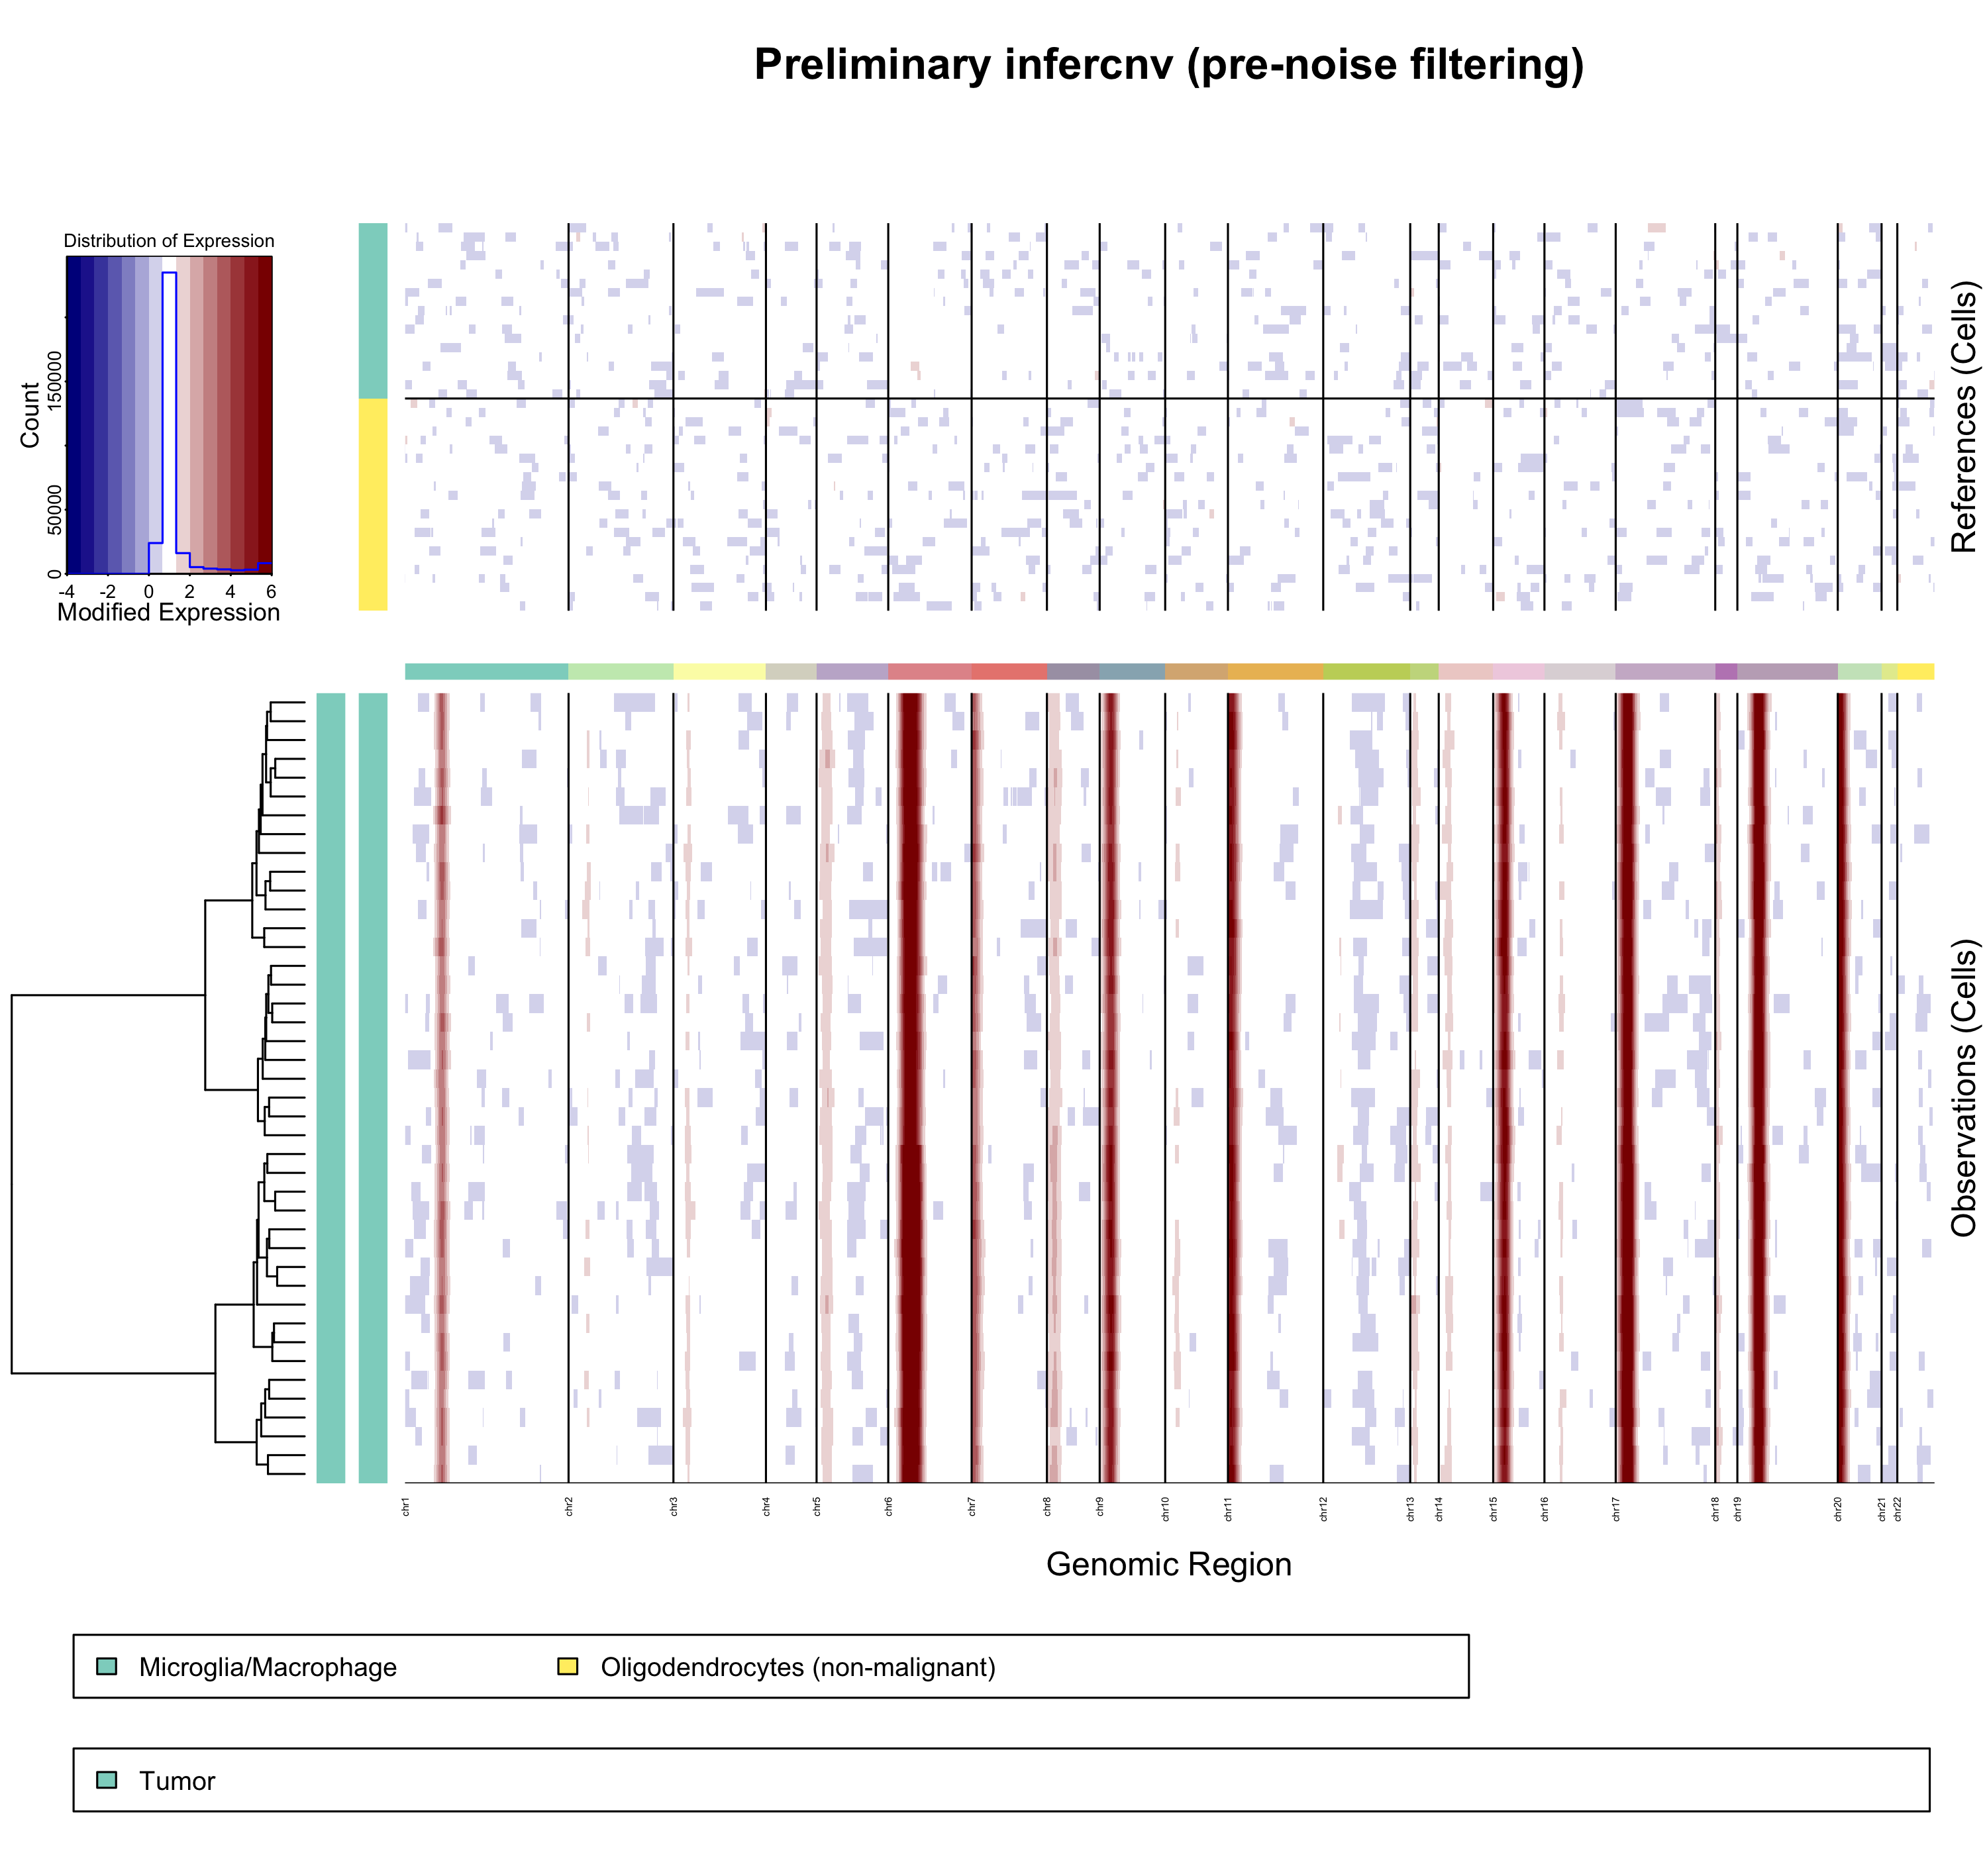 Preliminary infercnv (pre-noise filtering)
Distribution of Expression
Count
0
50000
150000
-4 -2 0 2 4 6
Modified Expression
References (Cells)
Observations (Cells)
chr1 chr2 chr3 chr4 chr5 chr6 chr7 chr8 chr9 chr10 chr11 chr12 chr13 chr14 chr15 chr16 chr17 chr18 chr19 chr20 chr21 chr22
Genomic Region
Microglia/Macrophage Oligodendrocytes (non-malignant)
Tumor